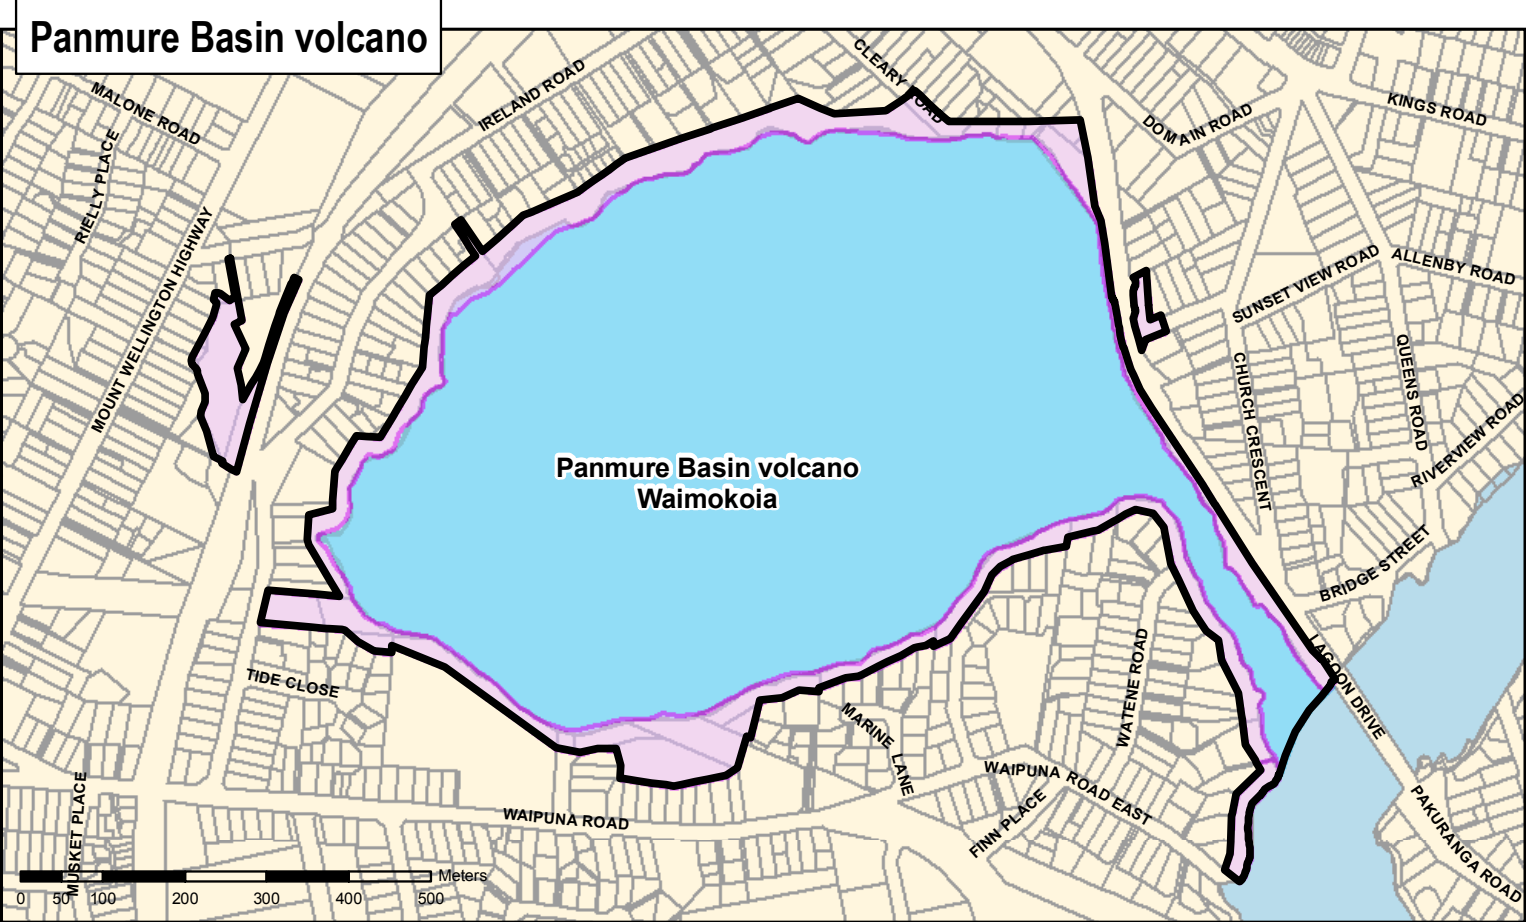 Panmure Basin volcano
CLEARY ROAD
IRELAND ROAD
MALONE ROAD
KINGS ROAD
DOMAIN ROAD
RIELLY PLACE
MOUNT WELLINGTON HIGHWAY
SUNSET VIEW ROAD
ALLENBY ROAD
CHURCH CRESCENT
QUEENS ROAD
RIVERVIEW ROAD
Panmure Basin volcano
Waimokoia
BRIDGE STREET
LAGOON DRIVE
WATENE ROAD
TIDE CLOSE
MARINE LANE
WAIPUNA ROAD EAST
FINN PLACE
WAIPUNA ROAD
MUSKET PLACE
PAKURANGA ROAD
Meters
0 50 100 200 300 400 500